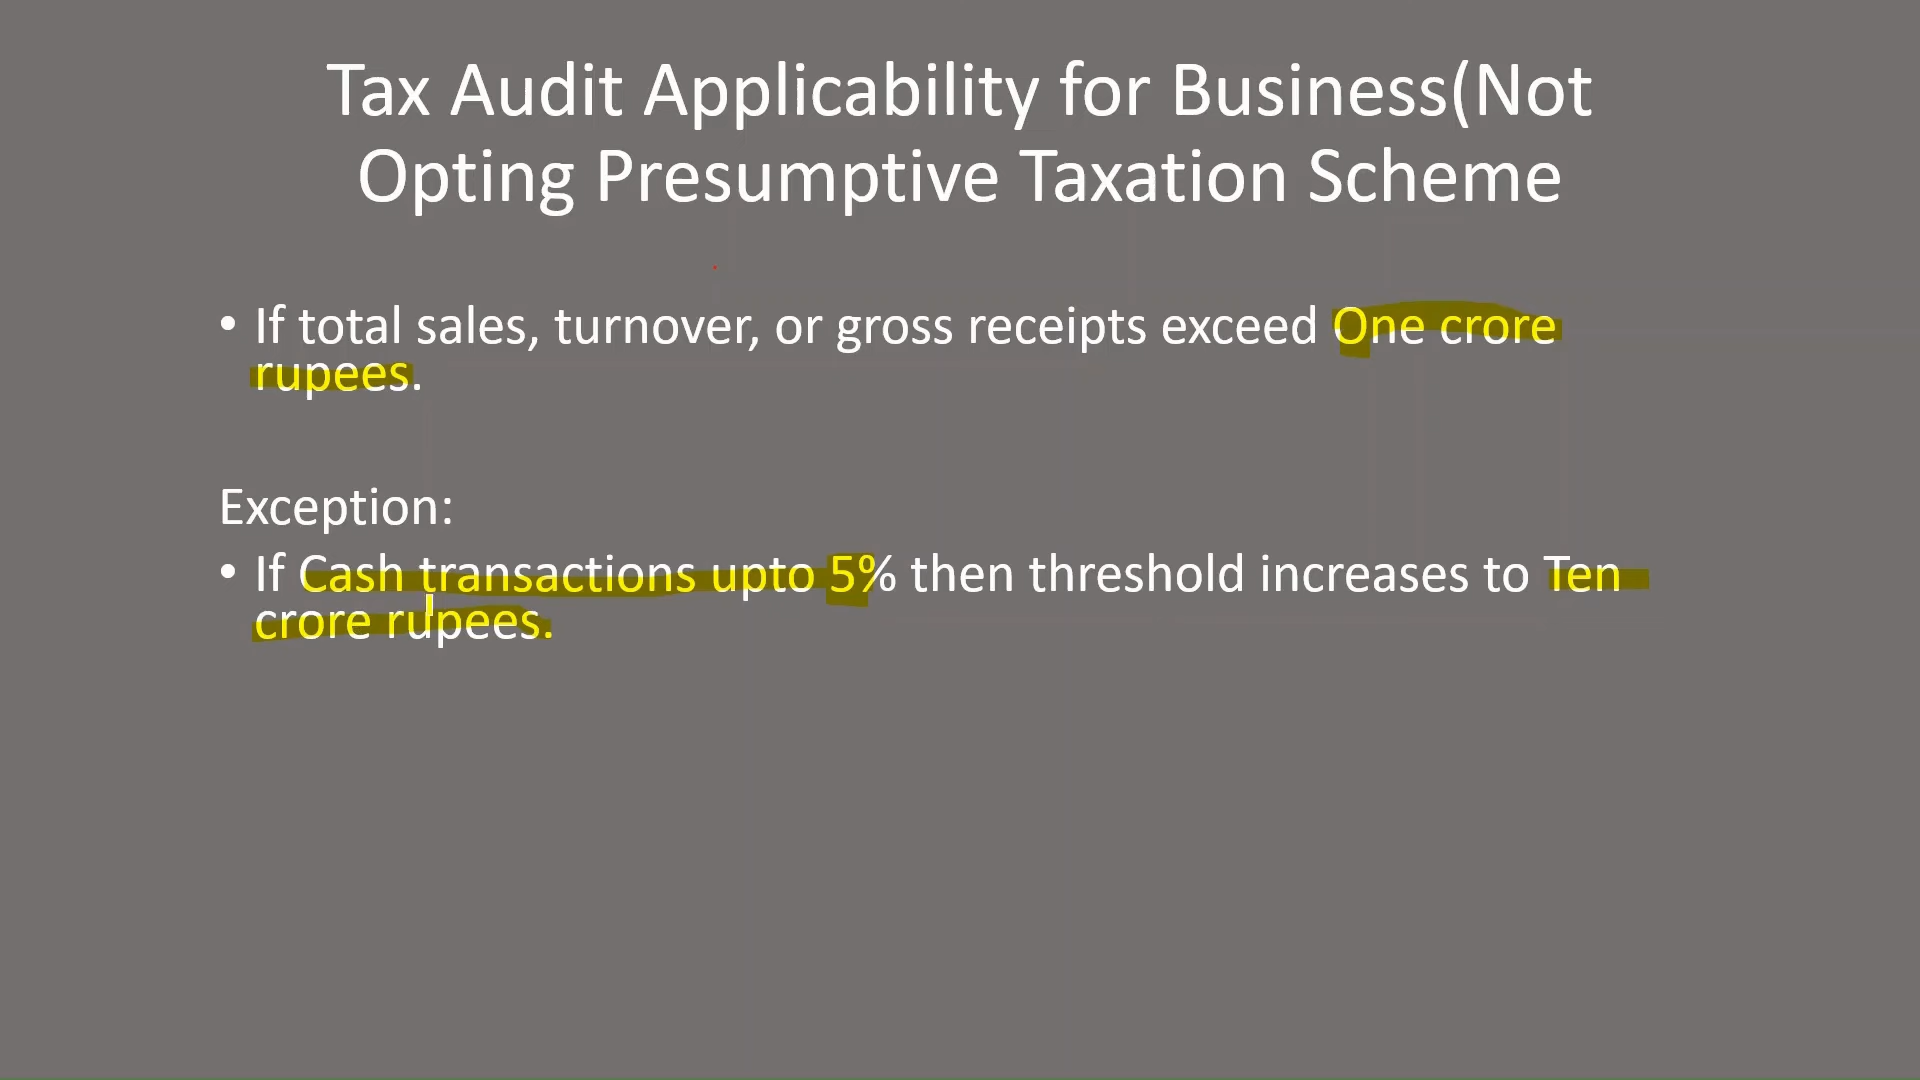 Tax Audit Applicability for Business(Not
Opting Presumptive Taxation Scheme
• If total sales, turnover, or gross receipts exceed One crore
rupees.
Exception:
• If Cash transactions upto 5% then threshold increases to Ten
crore rupees.